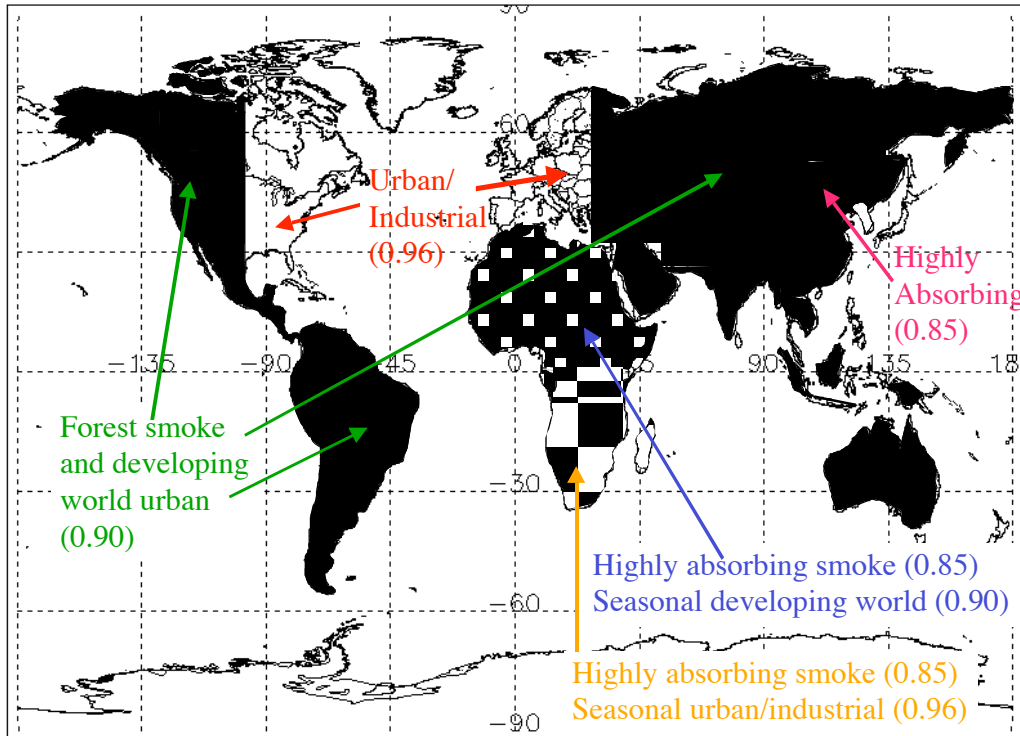 90
60
Urban/
Industrial
(0.96)
Highly
Absorbing
(0.85)
−135
−90
−45
0
45
90
135
180
Forest smoke
and developing
world urban
(0.90)
−30
Highly absorbing smoke (0.85)
Seasonal developing world (0.90)
−60
Highly absorbing smoke (0.85)
Seasonal urban/industrial (0.96)
−90